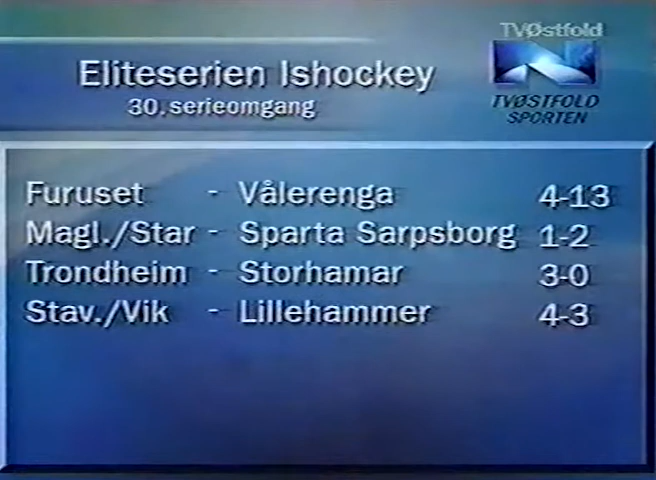 TVØstfold
Eliteserien Ishockey
30. serieomgang
TVØSTFOLD
SPORTEN
Furuset - Vålerenga 4-13
Magl./Star - Sparta Sarpsborg 1-2
Trondheim - Storhamar 3-0
Stav./Vik - Lillehammer 4-3